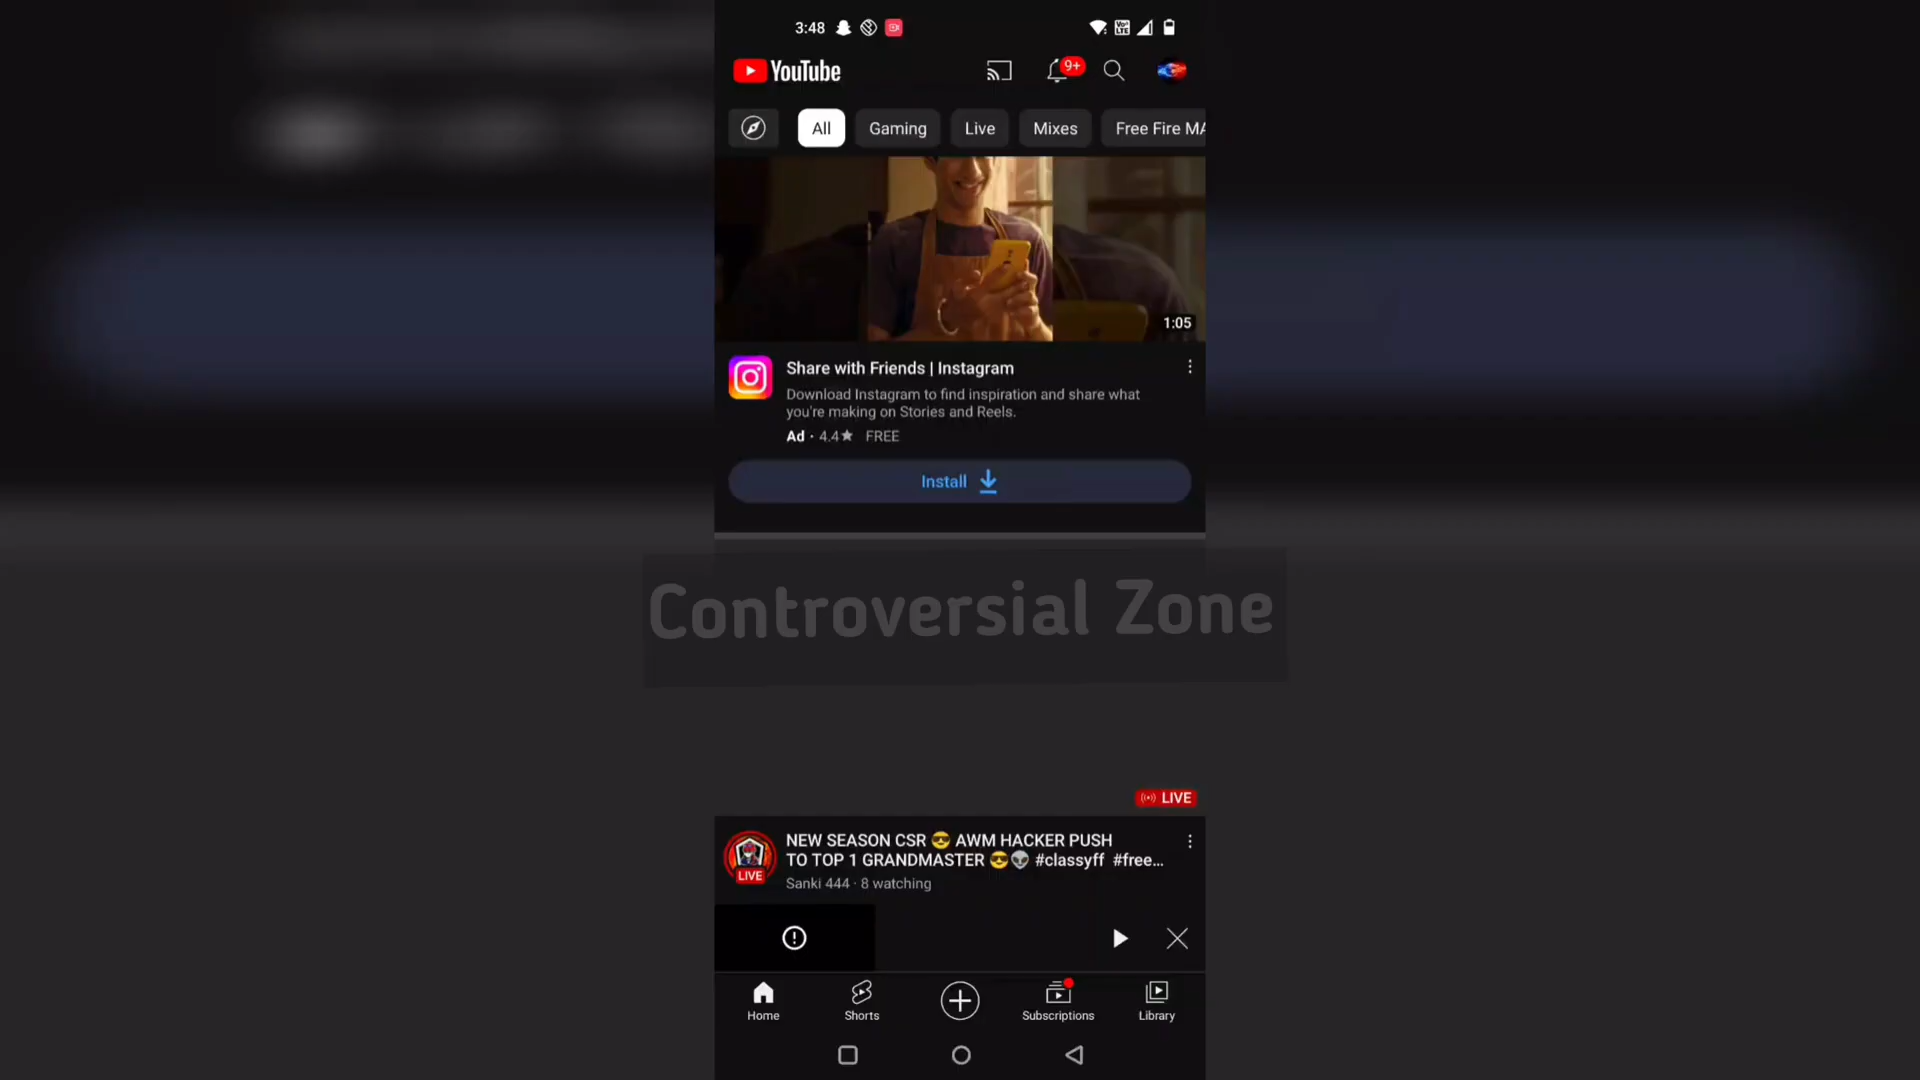 3:48
YouTube
9+
All Gaming Live Mixes Free Fire MA
1:05
Share with Friends | Instagram
Download Instagram to find inspiration and share what
you're making on Stories and Reels.
Ad · 4.4★ FREE
Install
Controversial Zone
LIVE
NEW SEASON CSR 😎 AWM HACKER PUSH
TO TOP 1 GRANDMASTER 😎👽 #classyff #free...
LIVE
Sanki 444 · 8 watching
Home Shorts Subscriptions Library